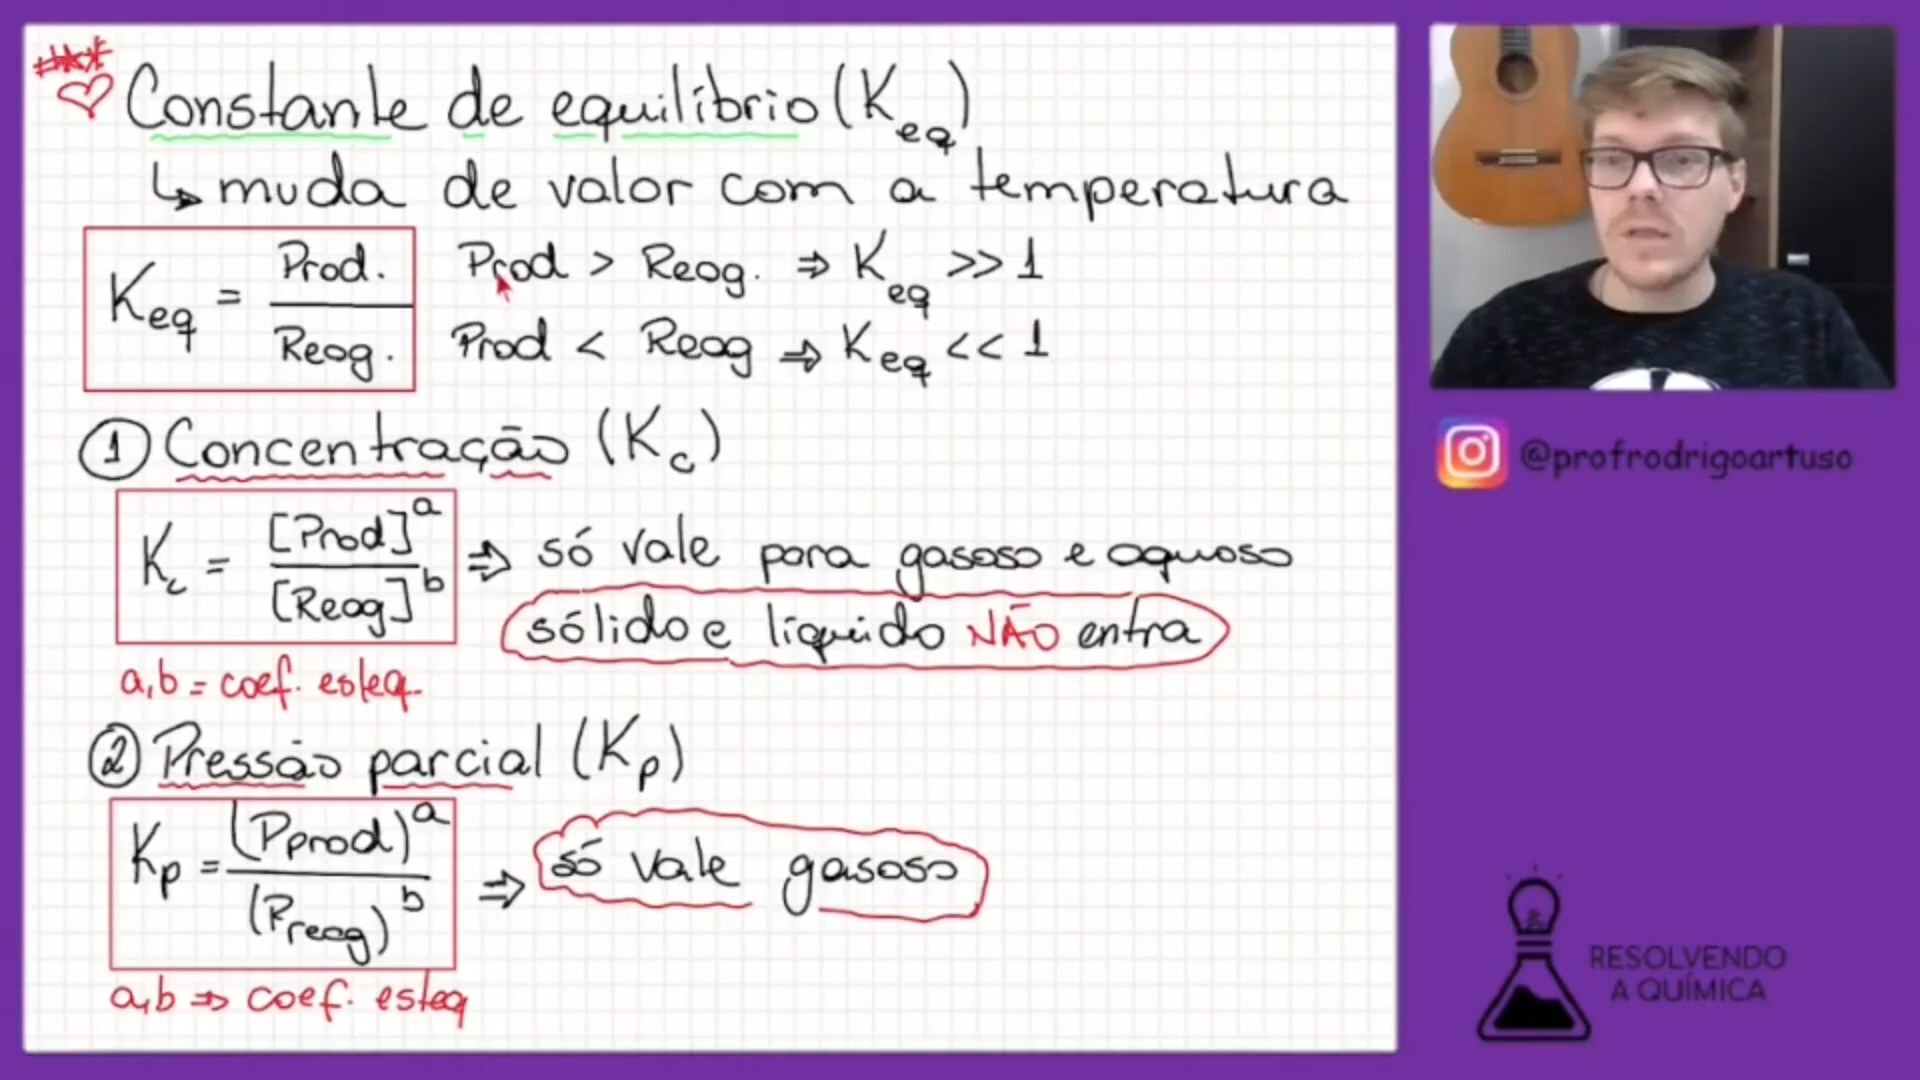 Constante de equilíbrio (Keq)
↳ muda de valor com a temperatura
Keq = Prod. / Reag.
Prod > Reag. ⇒ Keq >> 1
Prod < Reag ⇒ Keq << 1
① Concentração (Kc)
Kc = [Prod]^a / [Reag]^b ⇒ só vale para gasoso e aquoso
sólido e líquido NÃO entra
a,b = coef. esteq.
② Pressão parcial (Kp)
Kp = (Pprod)^a / (Preag)^b ⇒ só vale gasoso
a,b ⇒ coef. esteq
@profrodrigoartuso
RESOLVENDO
A QUÍMICA